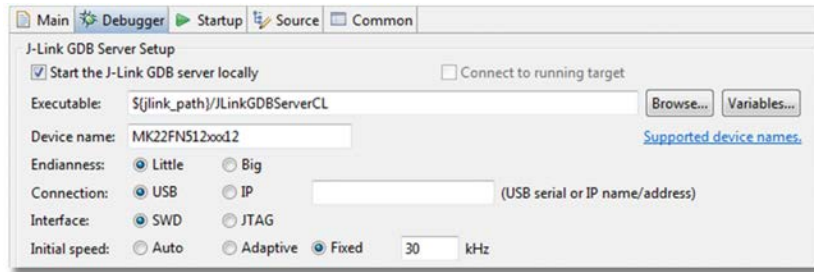 Main Debugger Startup Source Common
J-Link GDB Server Setup
Start the J-Link GDB server locally Connect to running target
Executable: ${jlink_path}/JLinkGDBServerCL Browse... Variables...
Device name: MK22FN512xxx12 Supported device names.
Endianness: Little Big
Connection: USB IP (USB serial or IP name/address)
Interface: SWD JTAG
Initial speed: Auto Adaptive Fixed 30 kHz